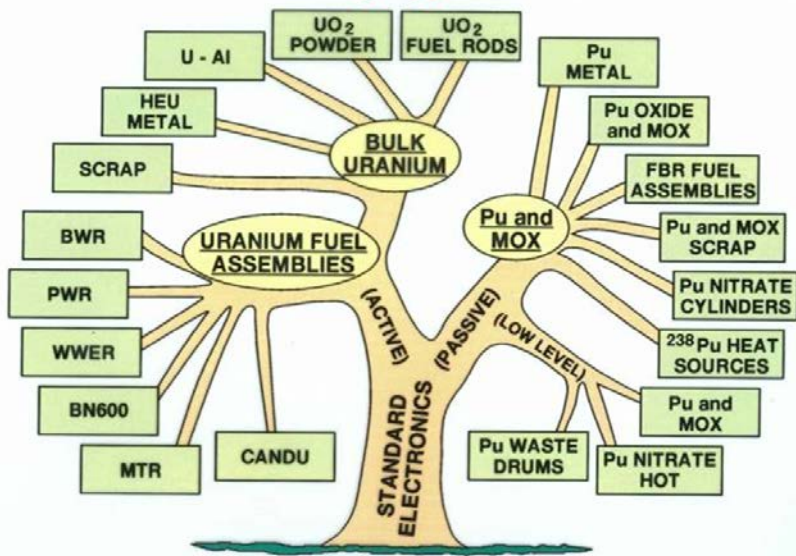 UO₂
POWDER
UO₂
FUEL RODS
U - Al
Pu
METAL
HEU
METAL
BULK
URANIUM
Pu OXIDE
and MOX
SCRAP
FBR FUEL
ASSEMBLIES
BWR
URANIUM FUEL
ASSEMBLIES
Pu and
MOX
Pu and MOX
SCRAP
PWR
Pu NITRATE
CYLINDERS
WWER
(ACTIVE)
(PASSIVE)
(LOW LEVEL)
²³⁸Pu HEAT
SOURCES
BN600
Pu and
MOX
MTR
CANDU
STANDARD
ELECTRONICS
Pu WASTE
DRUMS
Pu NITRATE
HOT